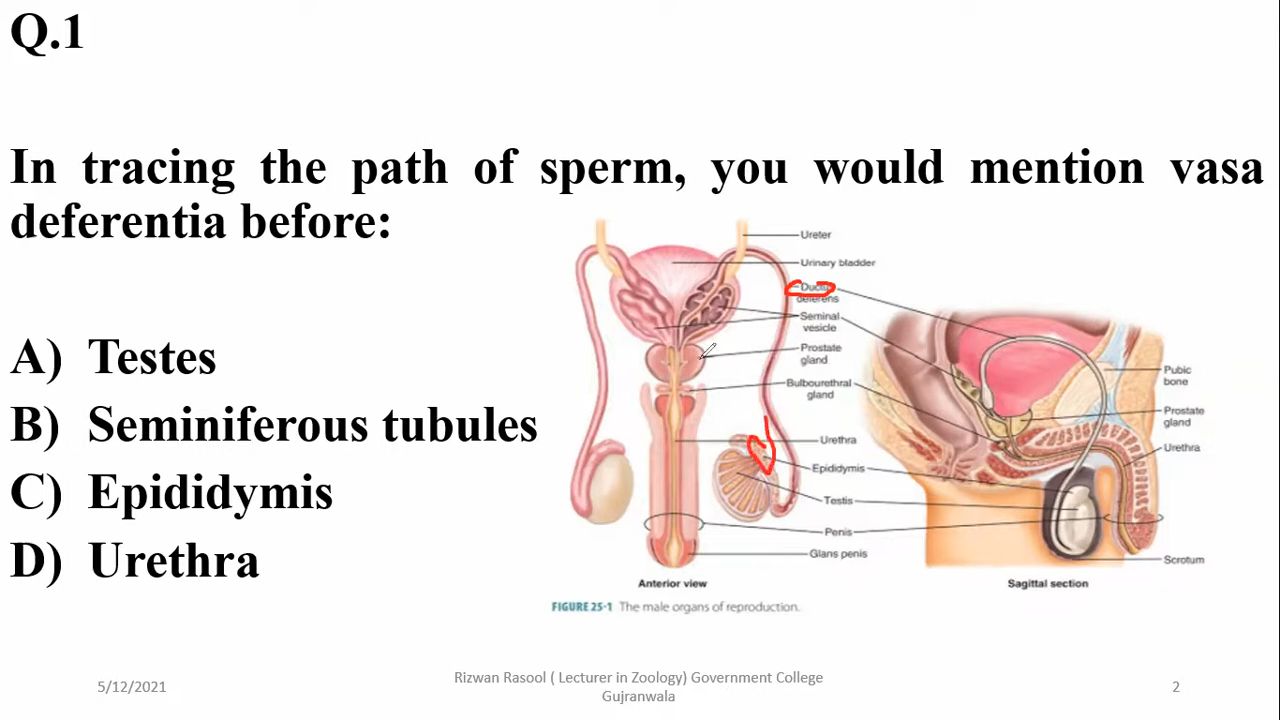 Q.1
In tracing the path of sperm, you would mention vasa
deferentia before:
A) Testes
B) Seminiferous tubules
C) Epididymis
D) Urethra
Ureter
Urinary bladder
deferens
Seminal
vesicle
Prostate
gland
Bulbourethral
gland
Urethra
Epididymis
Testis
Penis
Glans penis
Pubic
bone
Prostate
gland
Urethra
Scrotum
Anterior view
Sagittal section
FIGURE 25-1 The male organs of reproduction.
5/12/2021
Rizwan Rasool ( Lecturer in Zoology) Government College
Gujranwala
2